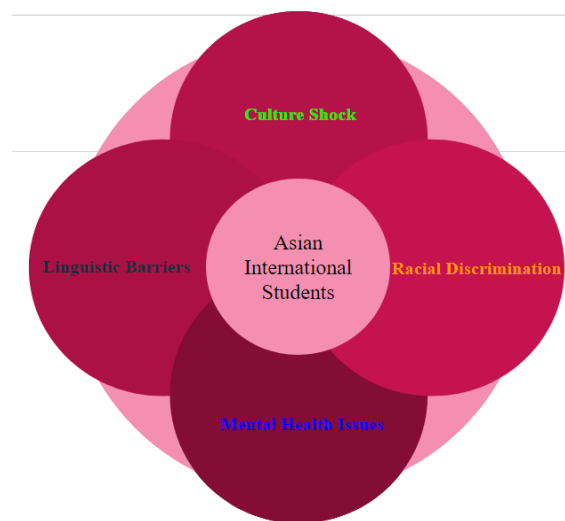 Culture Shock
Linguistic Barriers
Asian
International
Students
Racial Discrimination
Mental Health Issues